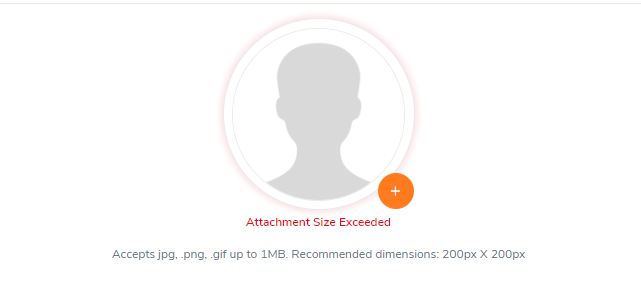 +
Attachment Size Exceeded
Accepts jpg, .png, .gif up to 1MB. Recommended dimensions: 200px X 200px